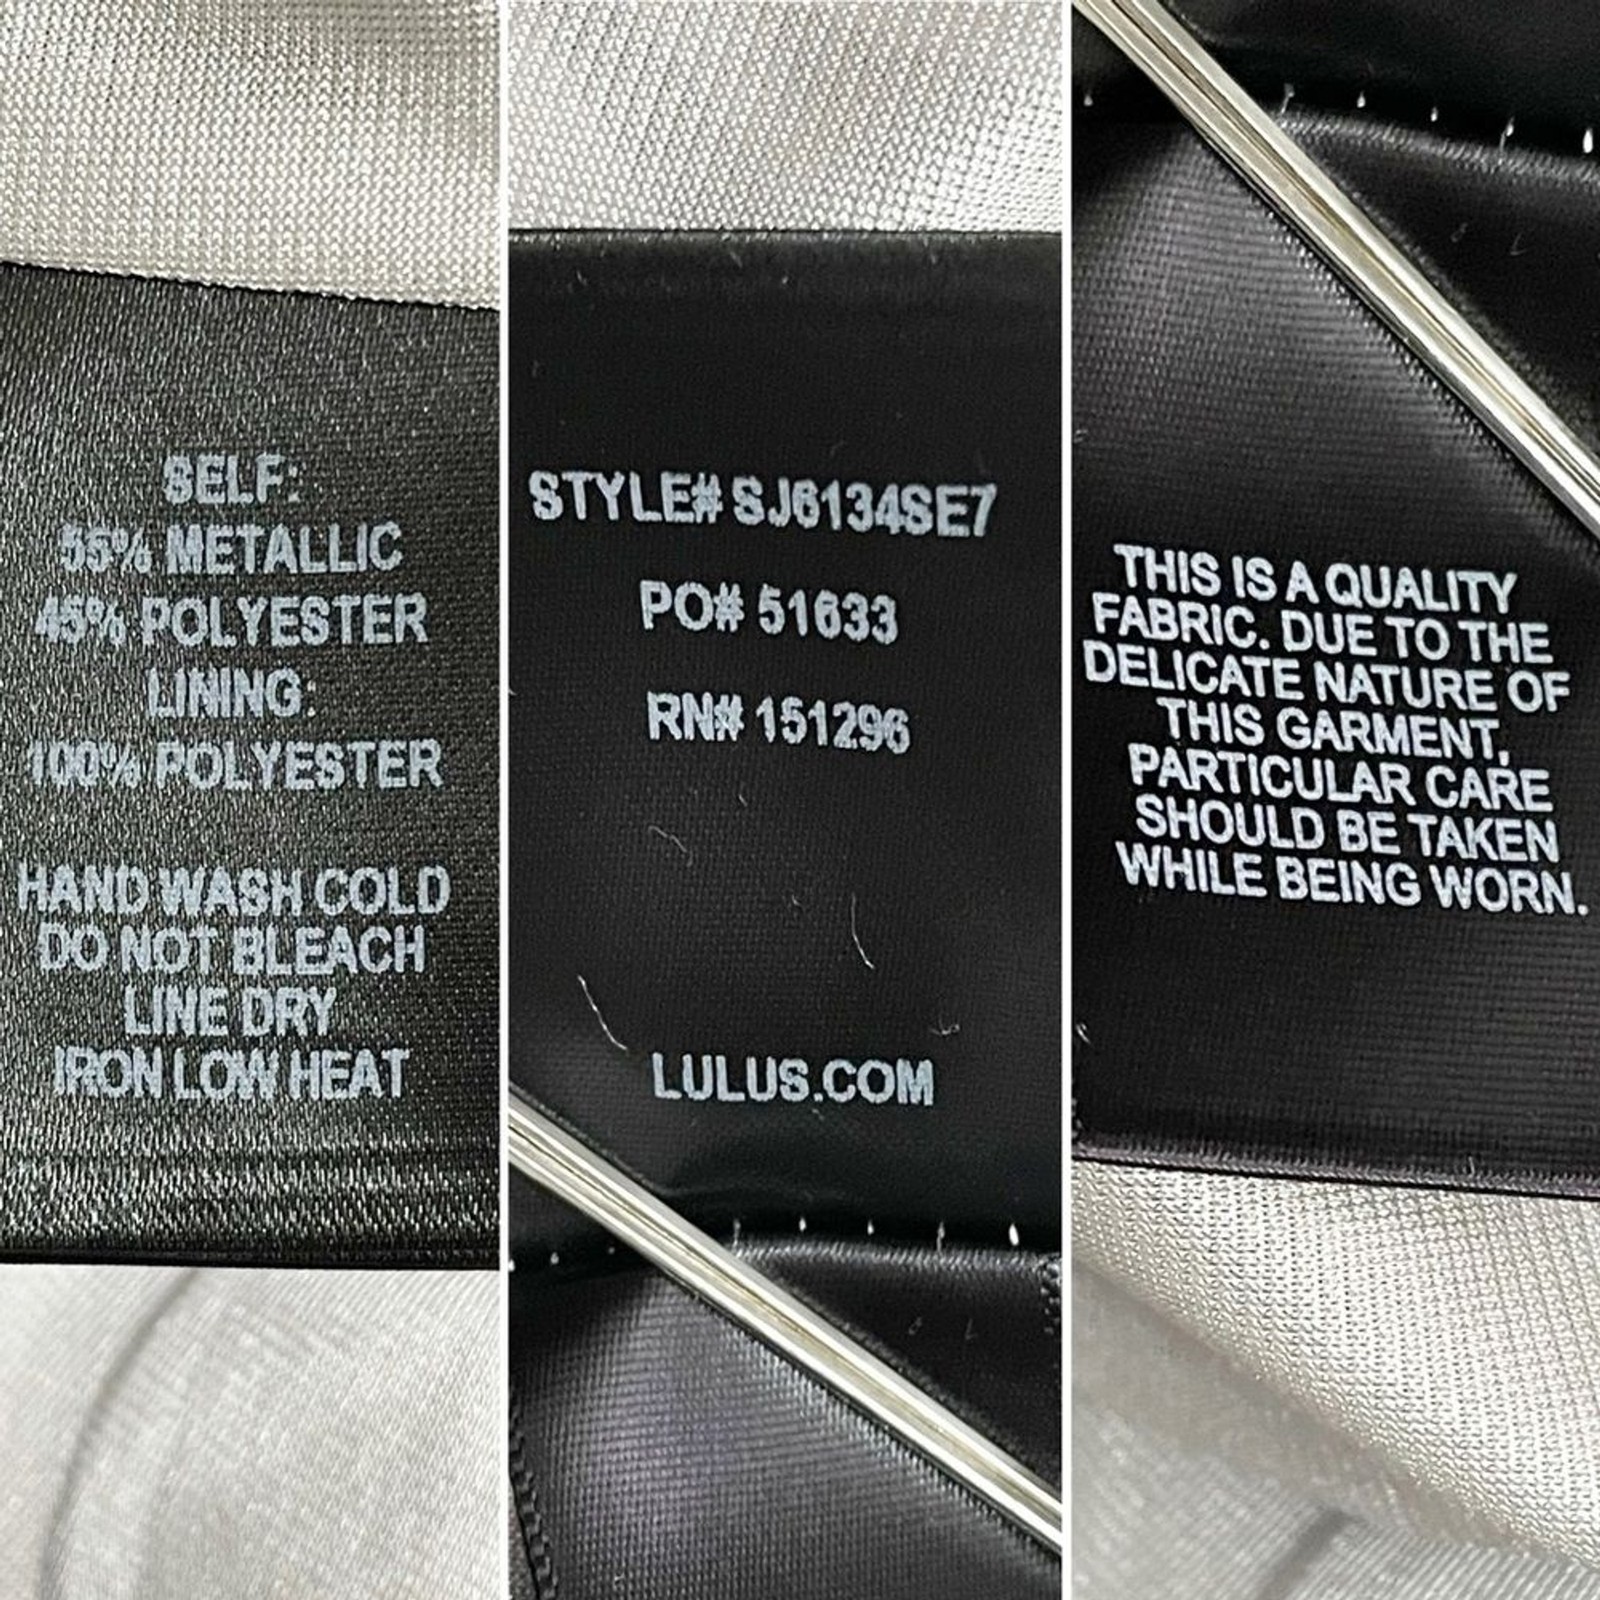 SELF:
55% METALLIC
45% POLYESTER
LINING:
100% POLYESTER
HAND WASH COLD
DO NOT BLEACH
LINE DRY
IRON LOW HEAT
STYLE# SJ6134SE7
PO# 51633
RN# 151296
LULUS.COM
THIS IS A QUALITY
FABRIC. DUE TO THE
DELICATE NATURE OF
THIS GARMENT,
PARTICULAR CARE
SHOULD BE TAKEN
WHILE BEING WORN.